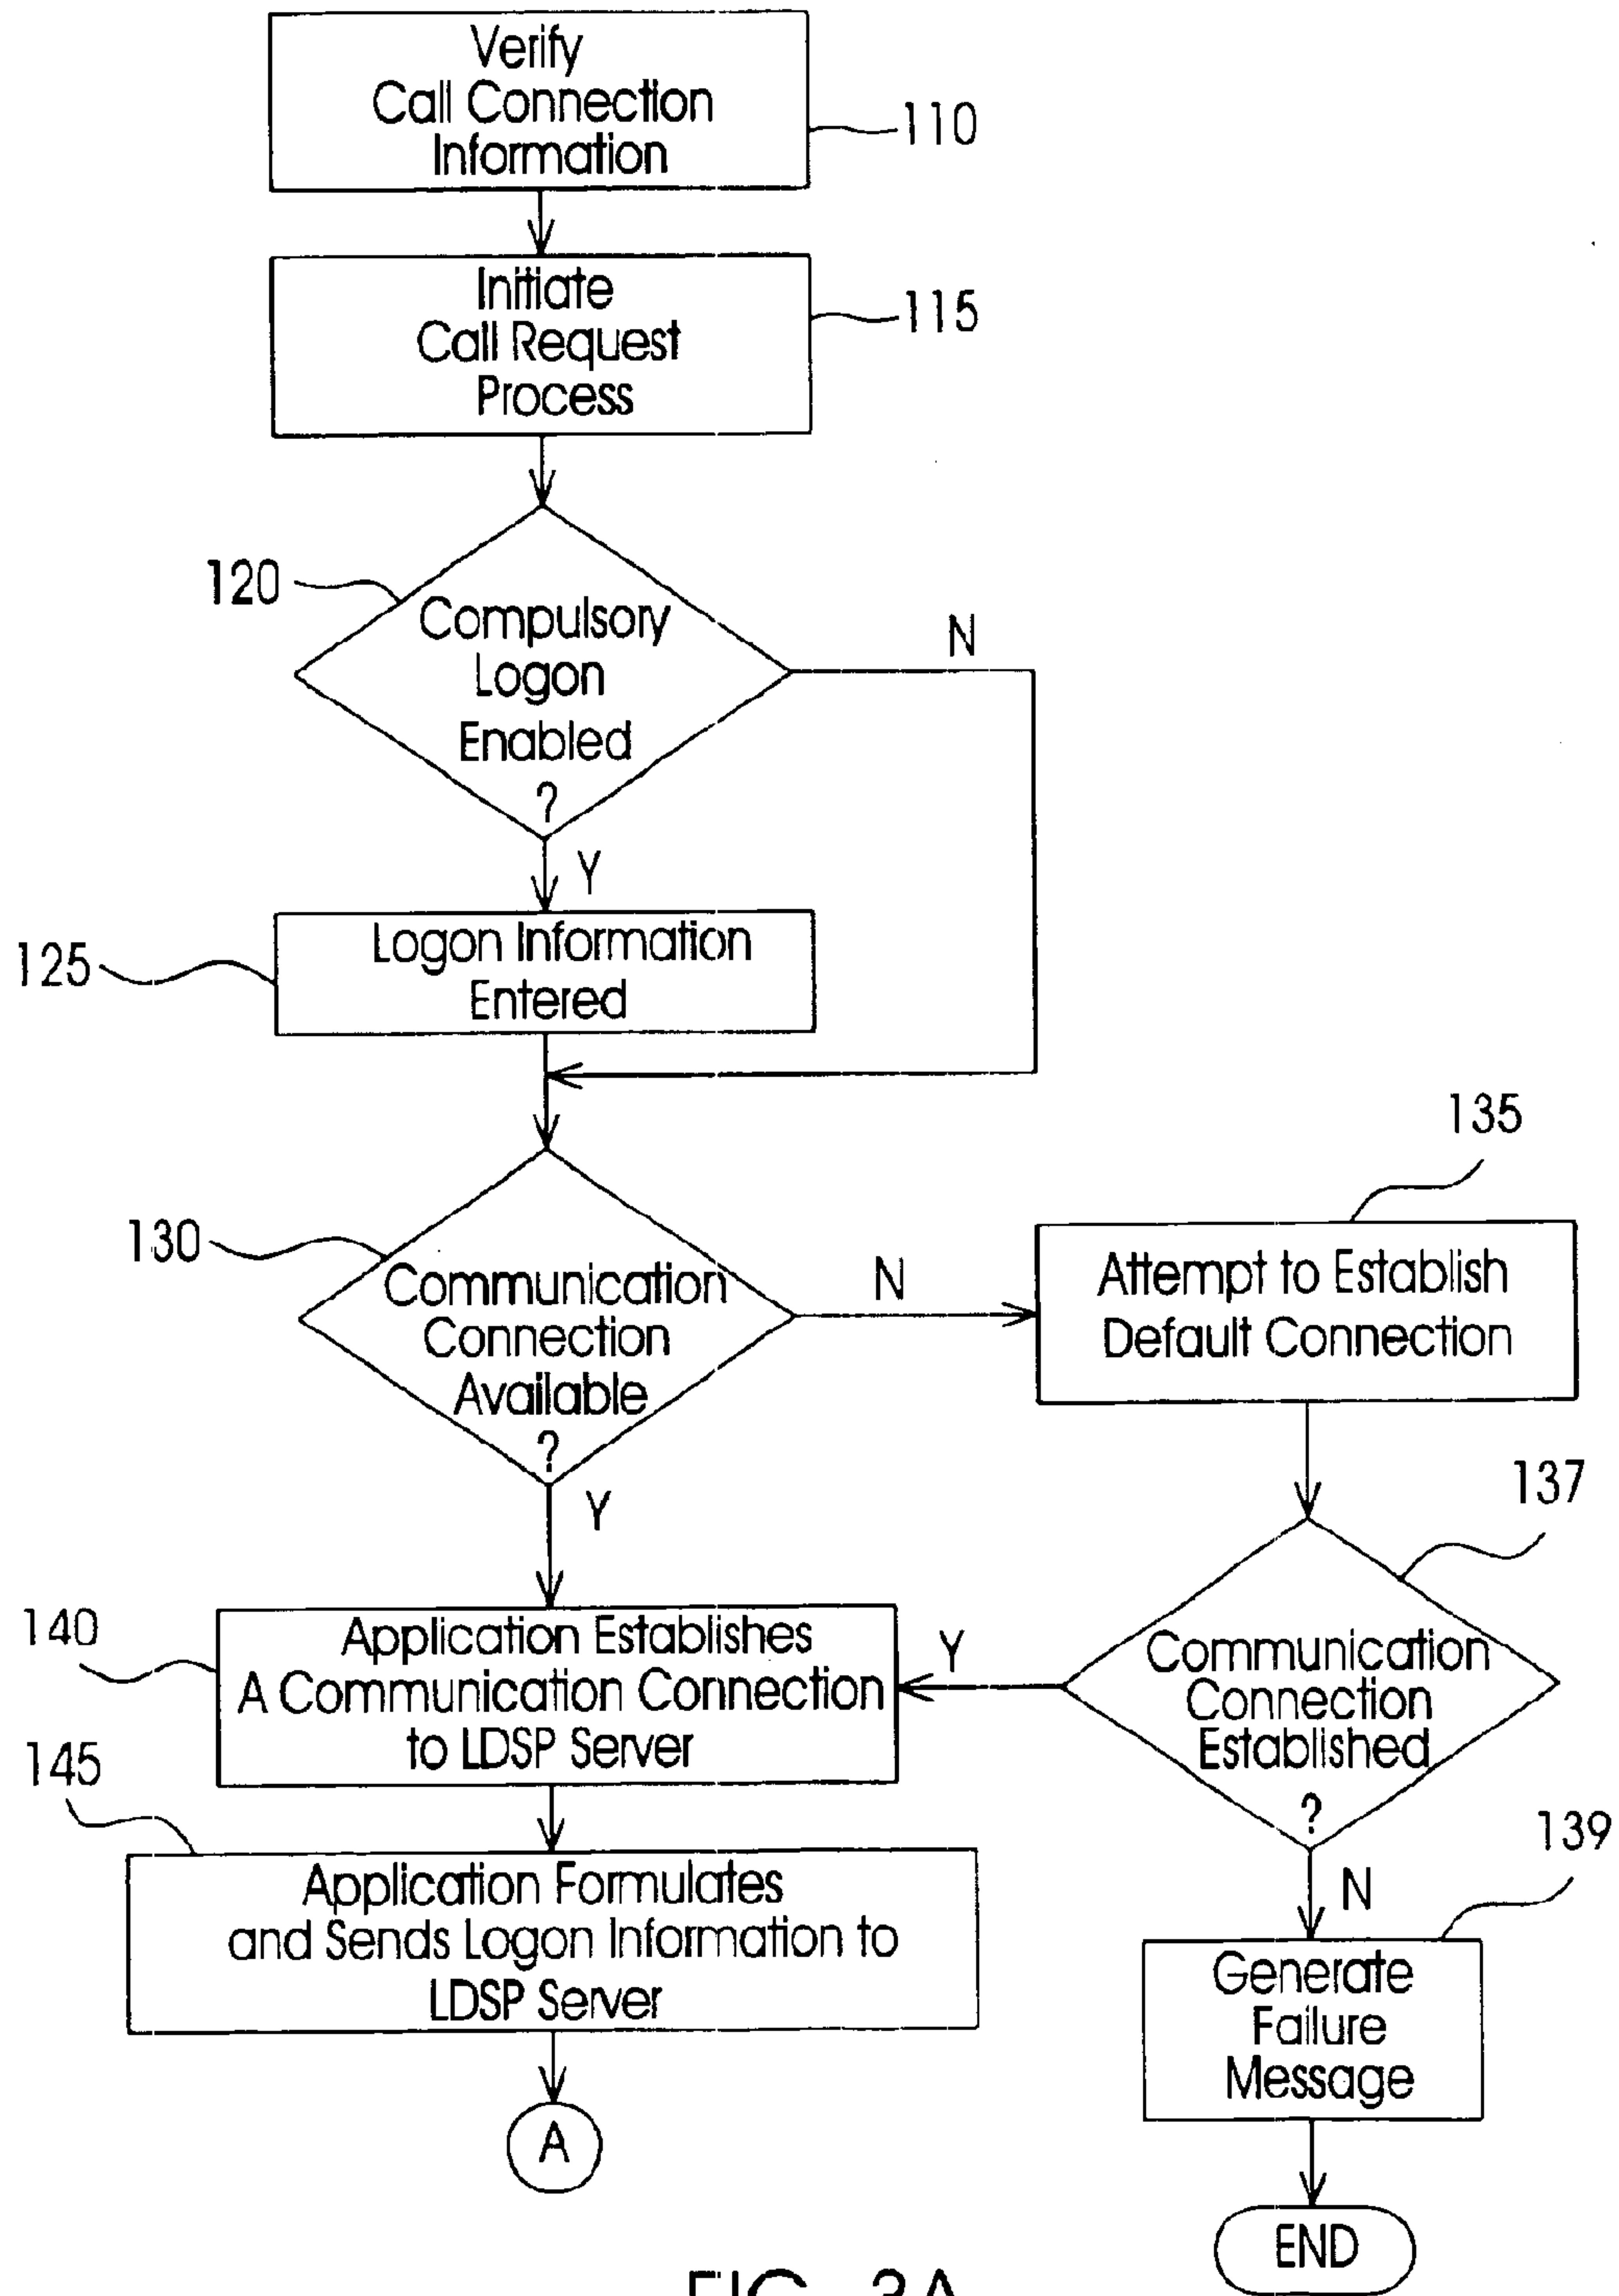 Verify
Call Connection
Information
110
Initiate
Call Request
Process
115
120
Compulsory
Logon
Enabled
?
N
Y
125
Logon Information
Entered
130
Communication
Connection
Available
?
N
Y
135
Attempt to Establish
Default Connection
137
Communication
Connection
Established
?
Y
N
140
Application Establishes
A Communication Connection
to LDSP Server
145
Application Formulates
and Sends Logon Information to
LDSP Server
A
139
Generate
Failure
Message
END
FIG. 3A